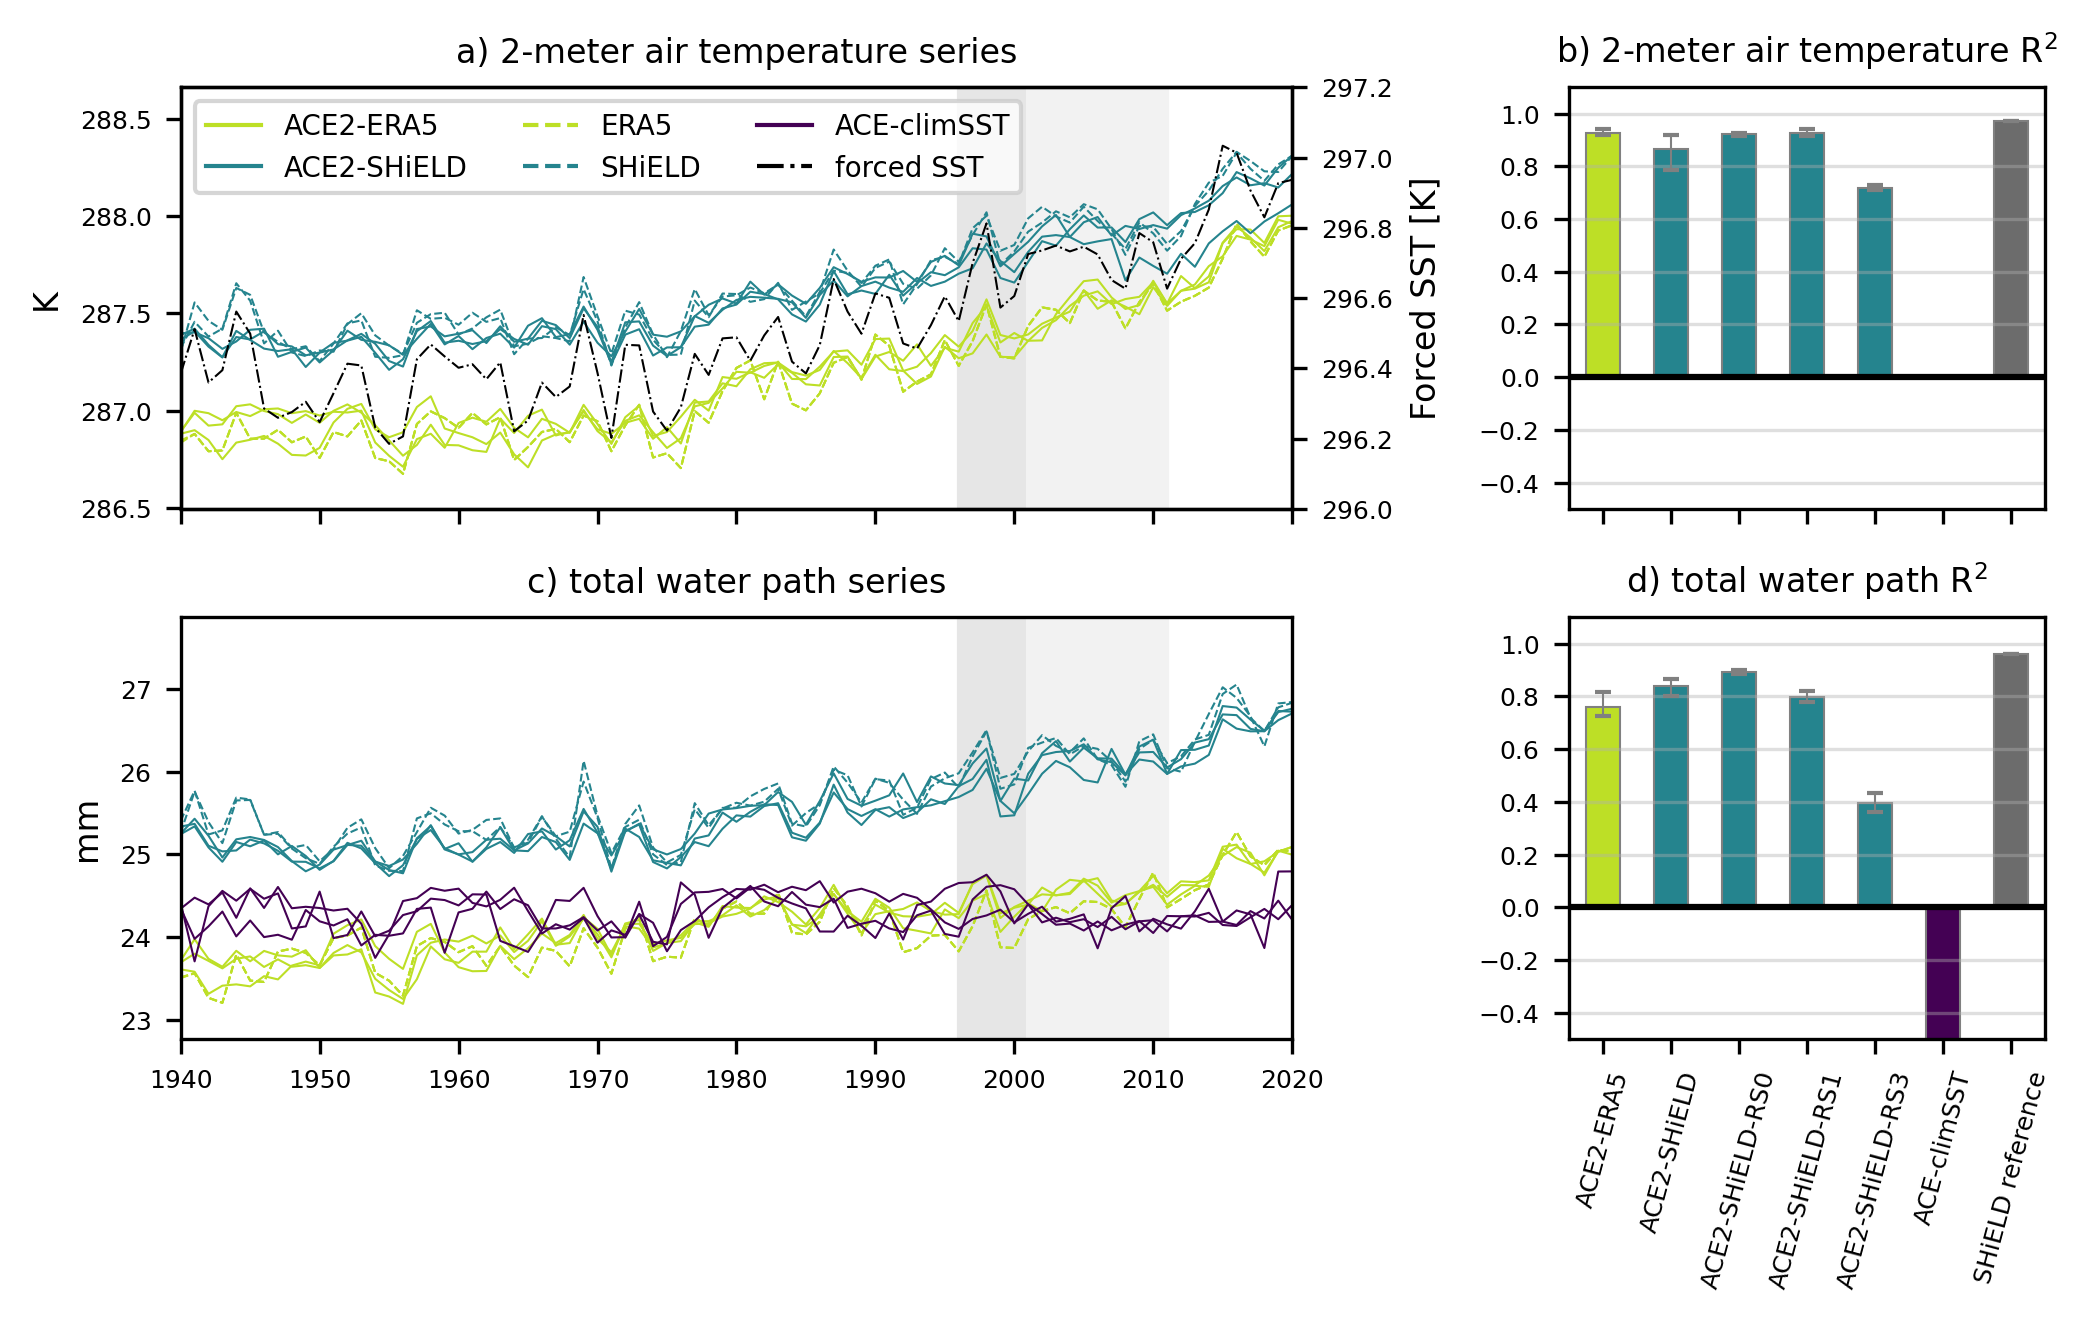 a) 2-meter air temperature series
b) 2-meter air temperature R²
288.5
288.0
287.5
287.0
286.5
K
ACE2-ERA5
ACE2-SHiELD
ERA5
SHiELD
ACE-climSST
forced SST
297.2
297.0
296.8
296.6
296.4
296.2
296.0
Forced SST [K]
1.0
0.8
0.6
0.4
0.2
0.0
−0.2
−0.4
c) total water path series
d) total water path R²
27
26
25
24
23
mm
1940
1950
1960
1970
1980
1990
2000
2010
2020
1.0
0.8
0.6
0.4
0.2
0.0
−0.2
−0.4
ACE2-ERA5
ACE2-SHiELD
ACE2-SHiELD-RS0
ACE2-SHiELD-RS1
ACE2-SHiELD-RS3
ACE-climSST
SHiELD reference